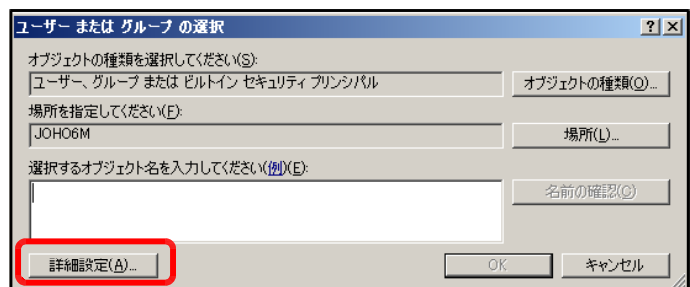 ユーザー または グループ の選択
オブジェクトの種類を選択してください(S):
ユーザー、グループ または ビルトイン セキュリティ プリンシパル
オブジェクトの種類(O)...
場所を指定してください(F):
JOHO6M
場所(L)...
選択するオブジェクト名を入力してください(例)(E):
名前の確認(C)
詳細設定(A)...
OK
キャンセル